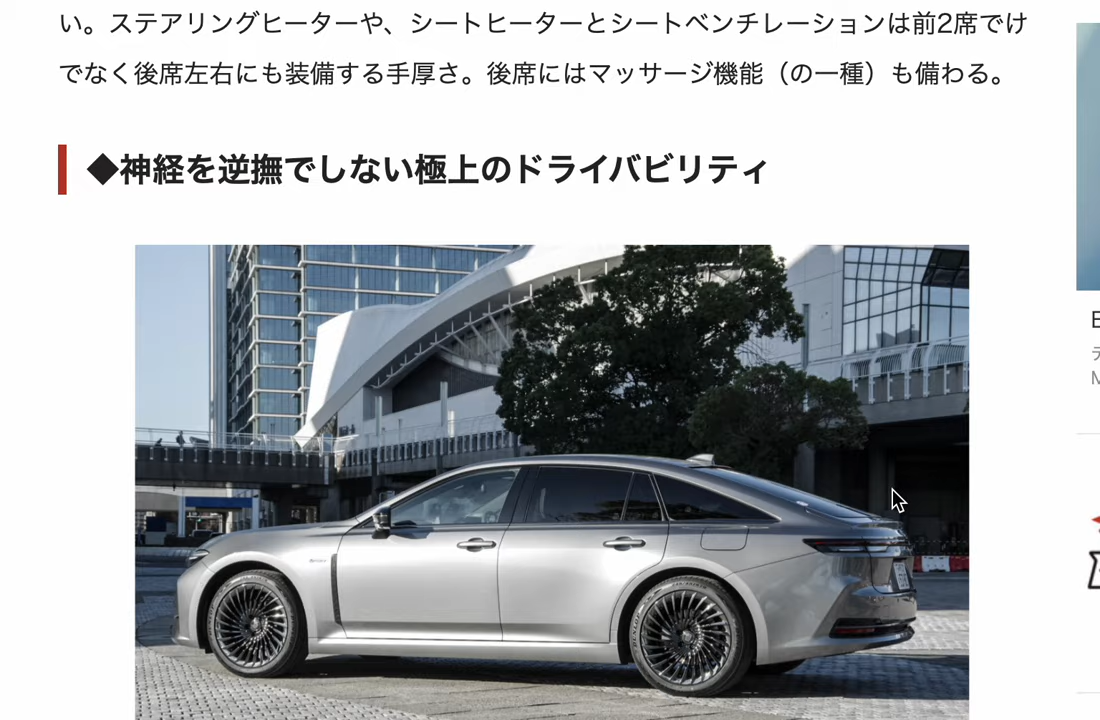 い。ステアリングヒーターや、シートヒーターとシートベンチレーションは前2席でけ
でなく後席左右にも装備する手厚さ。後席にはマッサージ機能（の一種）も備わる。
◆神経を逆撫でしない極上のドライバビリティ